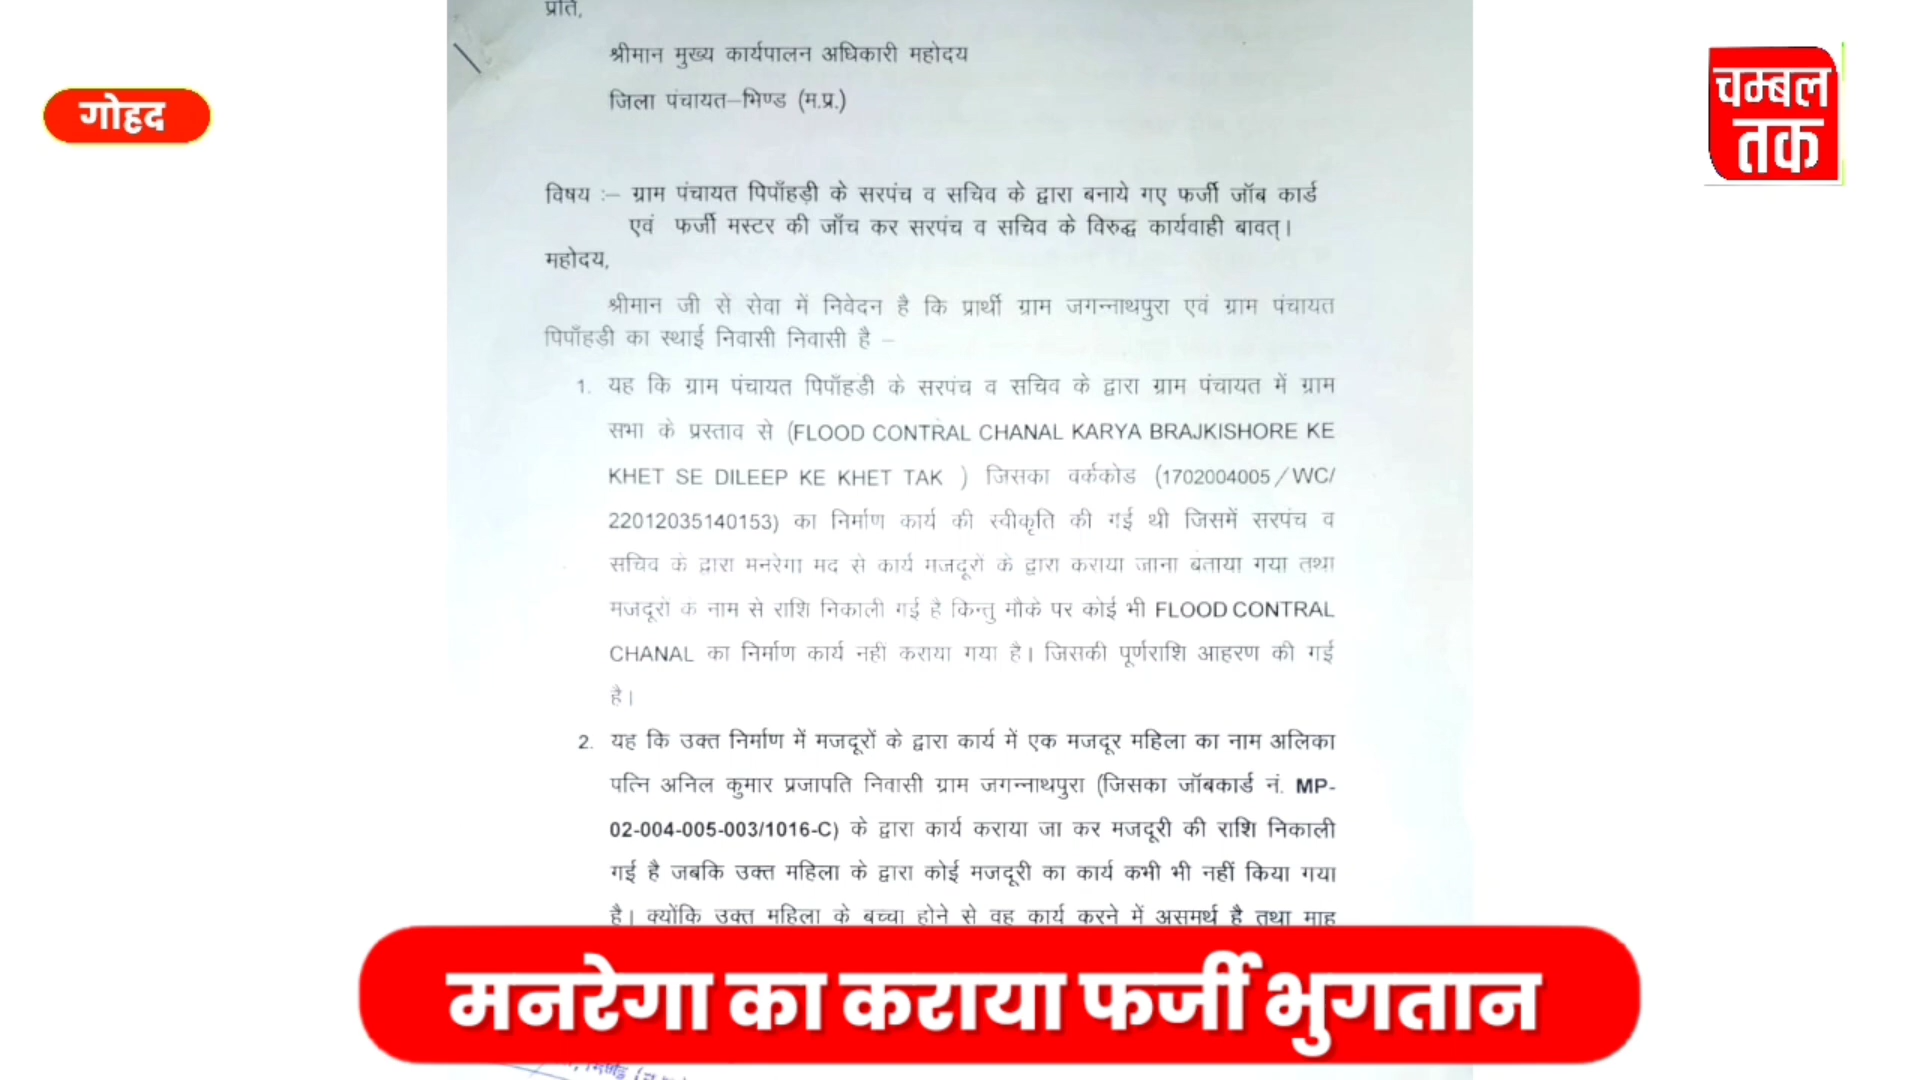 प्रति,
श्रीमान मुख्य कार्यपालन अधिकारी महोदय
जिला पंचायत–भिण्ड (म.प्र.)
गोहद
चम्बल
तक
विषय :– ग्राम पंचायत पिपाँहड़ी के सरपंच व सचिव के द्वारा बनाये गए फर्जी जॉब कार्ड
एवं फर्जी मस्टर की जाँच कर सरपंच व सचिव के विरुद्ध कार्यवाही बावत्।
महोदय,
श्रीमान जी से सेवा में निवेदन है कि प्रार्थी ग्राम जगन्नाथपुरा एवं ग्राम पंचायत
पिपाँहड़ी का स्थाई निवासी निवासी है –
1. यह कि ग्राम पंचायत पिपाँहडी के सरपंच व सचिव के द्वारा ग्राम पंचायत में ग्राम
सभा के प्रस्ताव से (FLOOD CONTRAL CHANAL KARYA BRAJKISHORE KE
KHET SE DILEEP KE KHET TAK ) जिसका वर्ककोड (1702004005/WC/
22012035140153) का निर्माण कार्य की स्वीकृति की गई थी जिसमें सरपंच व
सचिव के द्वारा मनरेगा मद से कार्य मजदूरों के द्वारा कराया जाना बताया गया तथा
मजदूरों के नाम से राशि निकाली गई है किन्तु मौके पर कोई भी FLOOD CONTRAL
CHANAL का निर्माण कार्य नहीं कराया गया है। जिसकी पूर्णराशि आहरण की गई
है।
2. यह कि उक्त निर्माण में मजदूरों के द्वारा कार्य में एक मजदूर महिला का नाम अलिका
पत्नि अनिल कुमार प्रजापति निवासी ग्राम जगन्नाथपुरा (जिसका जॉबकार्ड नं. MP-
02-004-005-003/1016-C) के द्वारा कार्य कराया जा कर मजदूरी की राशि निकाली
गई है जबकि उक्त महिला के द्वारा कोई मजदूरी का कार्य कभी भी नहीं किया गया
है। क्योंकि उक्त महिला के बच्चा होने से वह कार्य करने में असमर्थ है तथा माह
मनरेगा का कराया फर्जी भुगतान